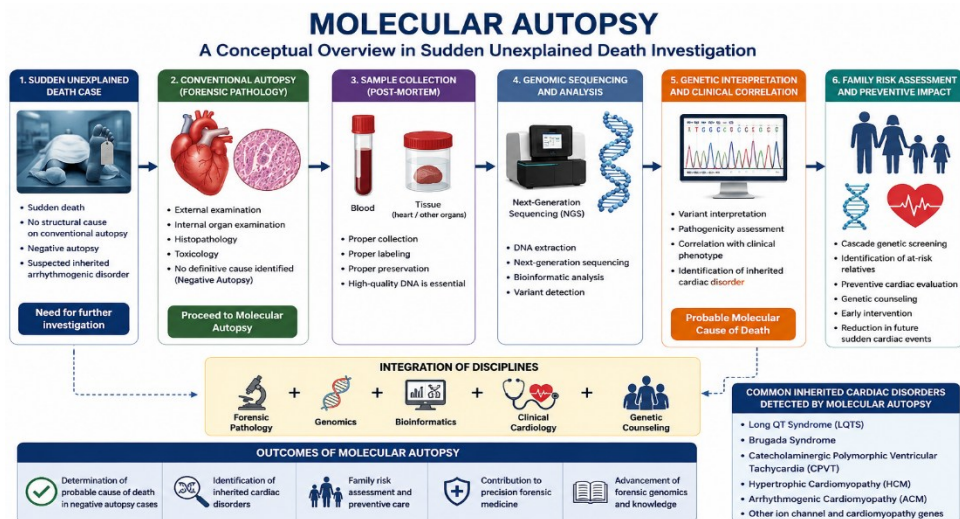 MOLECULAR AUTOPSY
A Conceptual Overview in Sudden Unexplained Death Investigation
1. SUDDEN UNEXPLAINED
DEATH CASE
• Sudden death
• No structural cause
on conventional autopsy
• Negative autopsy
• Suspected inherited
arrhythmogenic disorder
Need for further
investigation
2. CONVENTIONAL AUTOPSY
(FORENSIC PATHOLOGY)
• External examination
• Internal organ examination
• Histopathology
• Toxicology
• No definitive cause identified
(Negative Autopsy)
Proceed to Molecular
Autopsy
3. SAMPLE COLLECTION
(POST-MORTEM)
Blood
Tissue
(heart / other organs)
• Proper collection
• Proper labeling
• Proper preservation
• High-quality DNA is essential
4. GENOMIC SEQUENCING
AND ANALYSIS
Next-Generation
Sequencing (NGS)
• DNA extraction
• Next-generation sequencing
• Bioinformatic analysis
• Variant detection
5. GENETIC INTERPRETATION
AND CLINICAL CORRELATION
• Variant interpretation
• Pathogenicity assessment
• Correlation with clinical
phenotype
• Identification of inherited
cardiac disorder
Probable Molecular
Cause of Death
6. FAMILY RISK ASSESSMENT
AND PREVENTIVE IMPACT
• Cascade genetic screening
• Identification of at-risk
relatives
• Preventive cardiac evaluation
• Genetic counseling
• Early intervention
• Reduction in future
sudden cardiac events
INTEGRATION OF DISCIPLINES
Forensic
Pathology
+
Genomics
+
Bioinformatics
+
Clinical
Cardiology
+
Genetic
Counseling
OUTCOMES OF MOLECULAR AUTOPSY
Determination of
probable cause of death
in negative autopsy cases
Identification of
inherited cardiac
disorders
Family risk
assessment and
preventive care
Contribution to
precision forensic
medicine
Advancement of
forensic genomics
and knowledge
COMMON INHERITED CARDIAC DISORDERS
DETECTED BY MOLECULAR AUTOPSY
• Long QT Syndrome (LQTS)
• Brugada Syndrome
• Catecholaminergic Polymorphic Ventricular
Tachycardia (CPVT)
• Hypertrophic Cardiomyopathy (HCM)
• Arrhythmogenic Cardiomyopathy (ACM)
• Other ion channel and cardiomyopathy genes